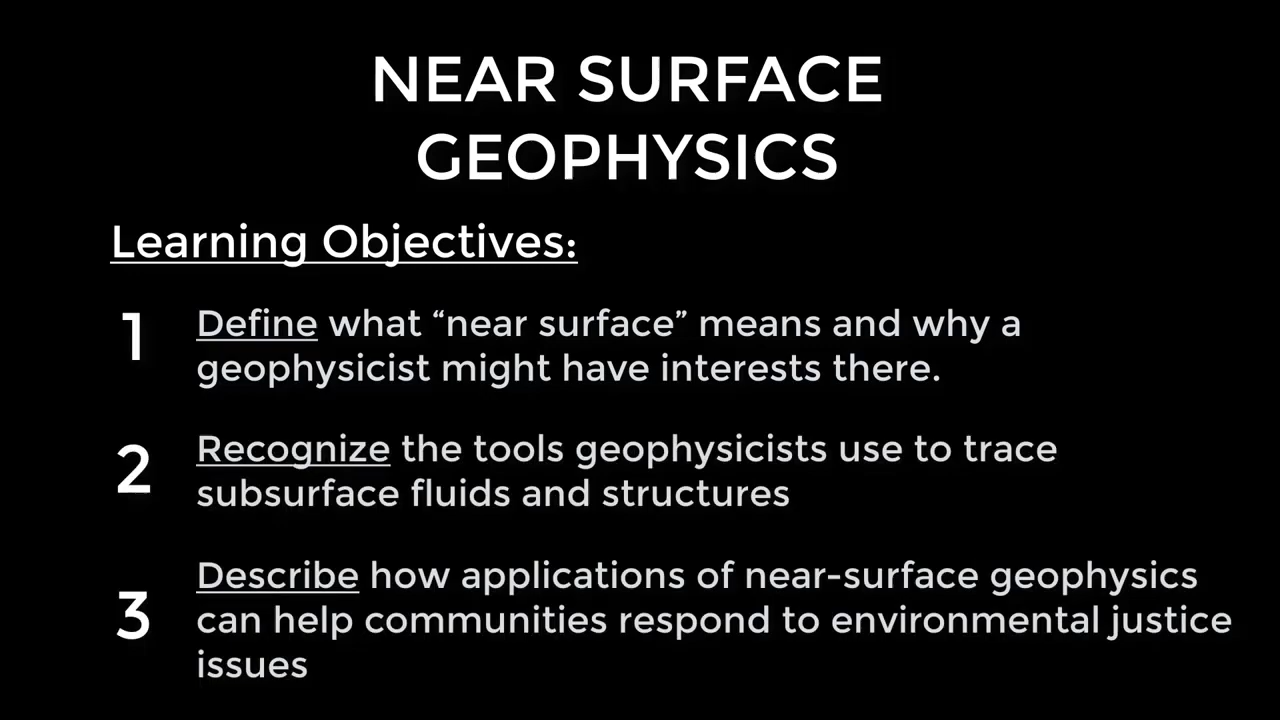 NEAR SURFACE
GEOPHYSICS
Learning Objectives:
1 Define what “near surface” means and why a
geophysicist might have interests there.
2 Recognize the tools geophysicists use to trace
subsurface fluids and structures
3 Describe how applications of near-surface geophysics
can help communities respond to environmental justice
issues